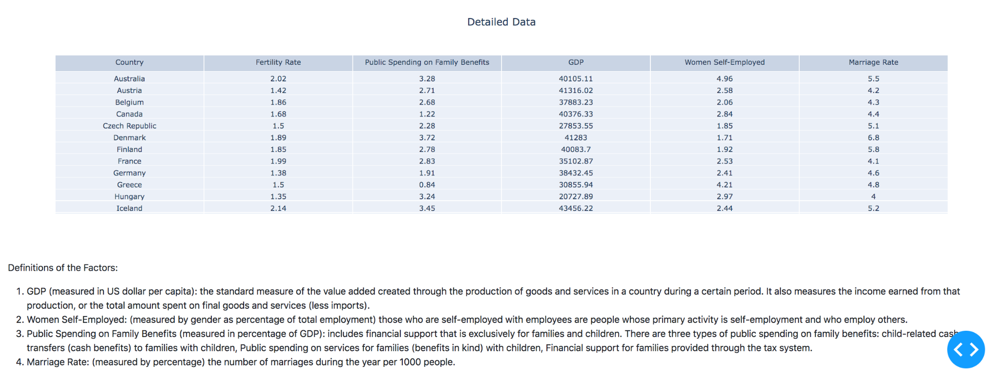 Detailed Data
Country Fertility Rate Public Spending on Family Benefits GDP Women Self-Employed Marriage Rate
Australia 2.02 3.28 40105.11 4.96 5.5
Austria 1.42 2.71 41316.02 2.58 4.2
Belgium 1.86 2.68 37883.23 2.06 4.3
Canada 1.68 1.22 40376.33 2.84 4.4
Czech Republic 1.5 2.28 27853.55 1.85 5.1
Denmark 1.89 3.72 41283 1.71 6.8
Finland 1.85 2.78 40083.7 1.92 5.8
France 1.99 2.83 35102.87 2.53 4.1
Germany 1.38 1.91 38432.45 2.41 4.6
Greece 1.5 0.84 30855.94 4.21 4.8
Hungary 1.35 3.24 20727.89 2.97 4
Iceland 2.14 3.45 43456.22 2.44 5.2
Definitions of the Factors:
1. GDP (measured in US dollar per capita): the standard measure of the value added created through the production of goods and services in a country during a certain period. It also measures the income earned from that
production, or the total amount spent on final goods and services (less imports).
2. Women Self-Employed: (measured by gender as percentage of total employment) those who are self-employed with employees are people whose primary activity is self-employment and who employ others.
3. Public Spending on Family Benefits (measured in percentage of GDP): includes financial support that is exclusively for families and children. There are three types of public spending on family benefits: child-related cash
transfers (cash benefits) to families with children, Public spending on services for families (benefits in kind) with children, Financial support for families provided through the tax system.
4. Marriage Rate: (measured by percentage) the number of marriages during the year per 1000 people.